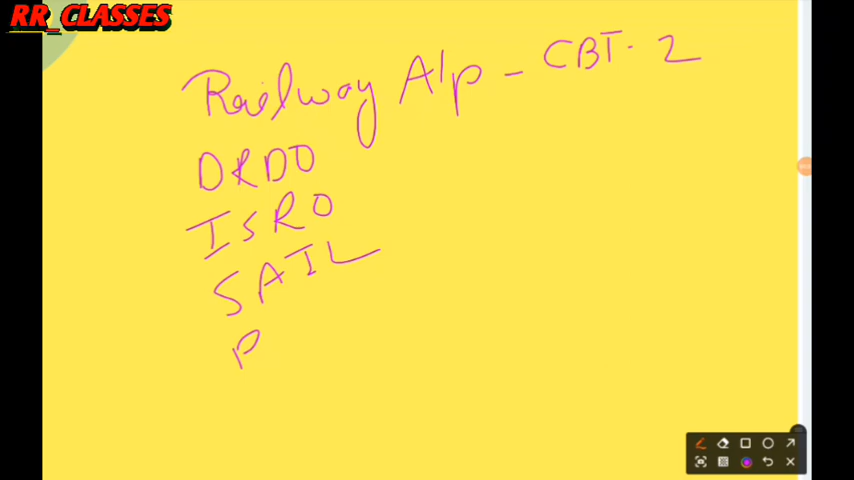 RR_CLASSES
Railway Alp - CBT-2
DRDO
ISRO
SAIL
P